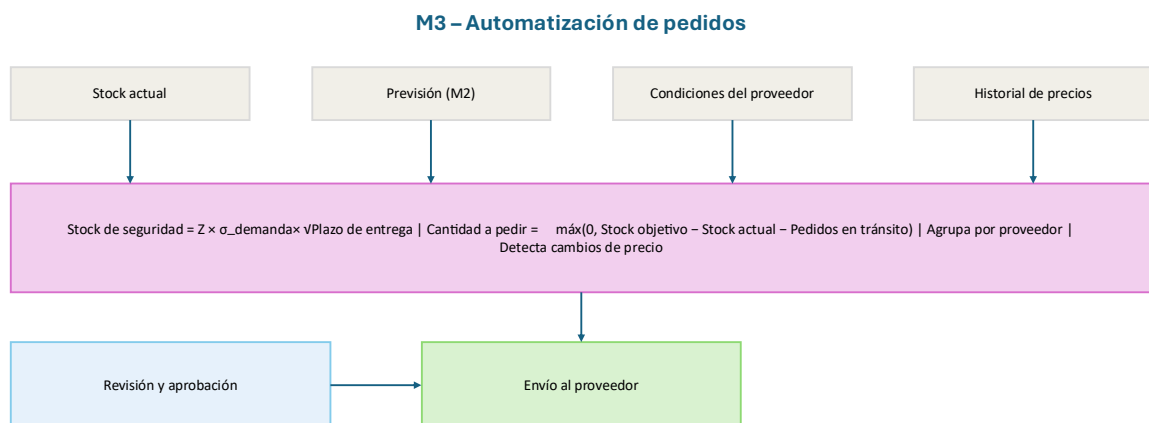 M3 – Automatización de pedidos
Stock actual
Previsión (M2)
Condiciones del proveedor
Historial de precios
Stock de seguridad = Z × σ_demanda× √Plazo de entrega | Cantidad a pedir = máx(0, Stock objetivo – Stock actual – Pedidos en tránsito) | Agrupa por proveedor |
Detecta cambios de precio
Revisión y aprobación
Envío al proveedor